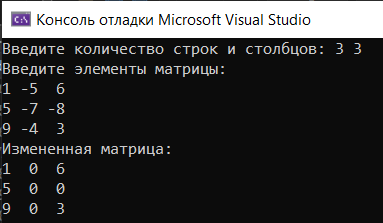 C:\ Консоль отладки Microsoft Visual Studio
Введите количество строк и столбцов: 3 3
Введите элементы матрицы:
1 -5  6
5 -7 -8
9 -4  3
Измененная матрица:
1  0  6
5  0  0
9  0  3